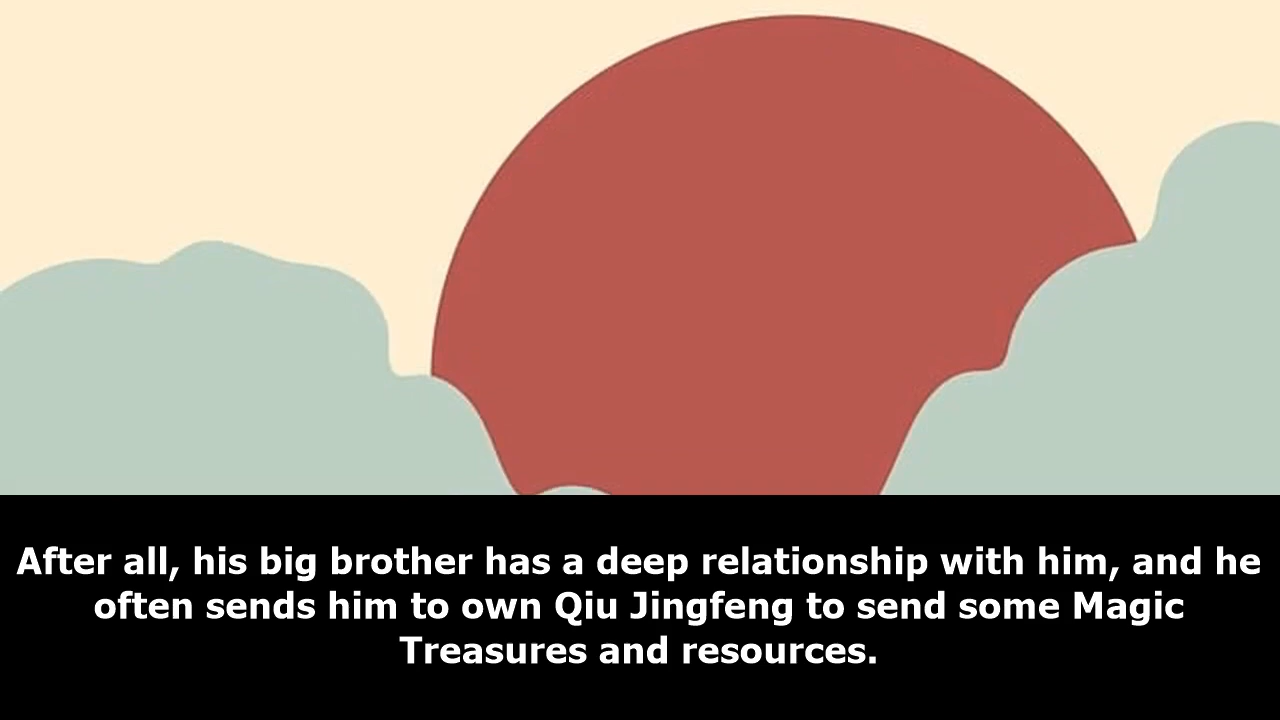 After all, his big brother has a deep relationship with him, and he
often sends him to own Qiu Jingfeng to send some Magic
Treasures and resources.